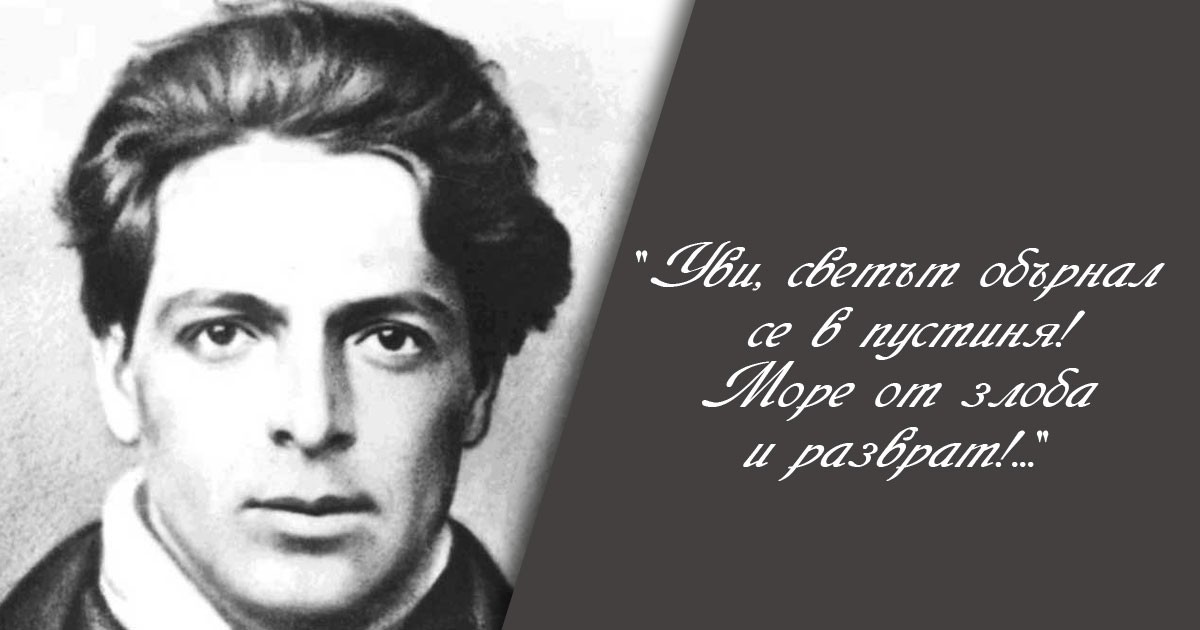 "Уви, светът обърнал
се в пустиня!
Море от злоба
и разврат!..."